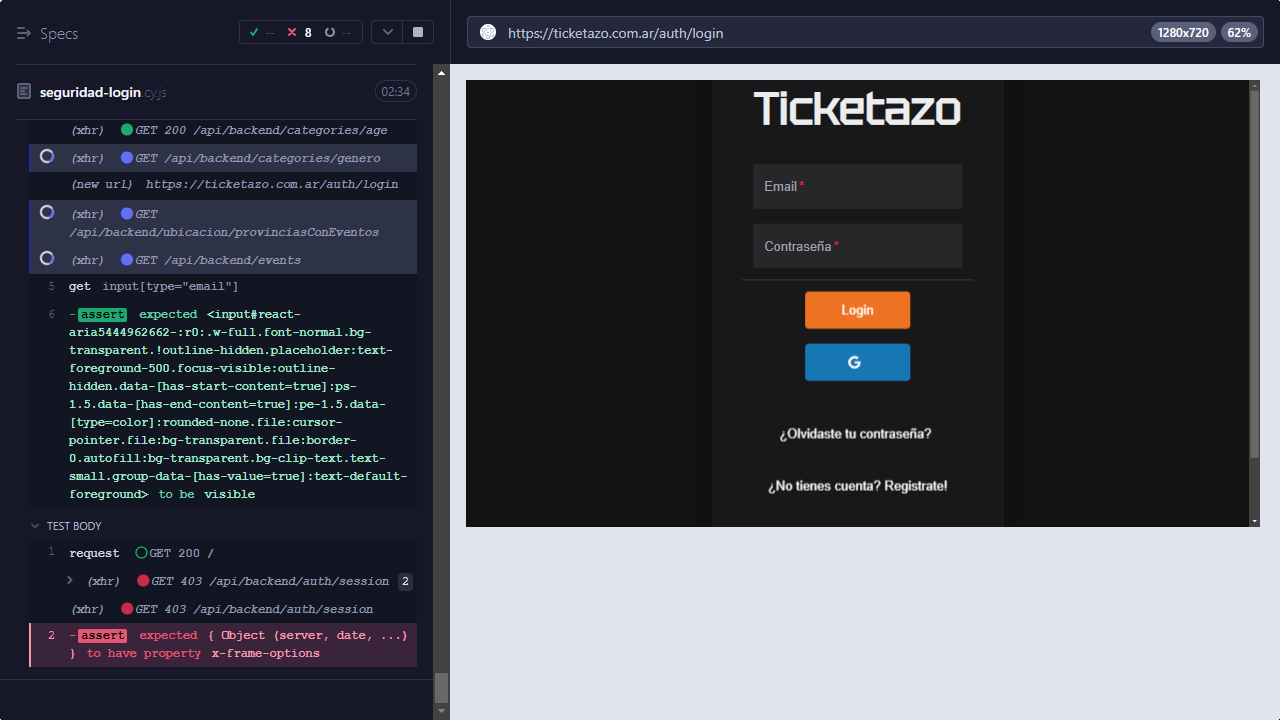 Specs
-- 8 --
https://ticketazo.com.ar/auth/login
1280x720
62%
seguridad-login.cy.js
02:34
(xhr) GET 200 /api/backend/categories/age
(xhr) GET /api/backend/categories/genero
(new url) https://ticketazo.com.ar/auth/login
(xhr) GET
/api/backend/ubicacion/provinciasConEventos
(xhr) GET /api/backend/events
5 get input[type="email"]
6 -assert expected <input#react-
aria5444962662-:r0:.w-full.font-normal.bg-
transparent.!outline-hidden.placeholder:text-
foreground-500.focus-visible:outline-
hidden.data-[has-start-content=true]:ps-
1.5.data-[has-end-content=true]:pe-1.5.data-
[type=color]:rounded-none.file:cursor-
pointer.file:bg-transparent.file:border-
0.autofill:bg-transparent.bg-clip-text.text-
small.group-data-[has-value=true]:text-default-
foreground> to be visible
TEST BODY
1 request GET 200 /
(xhr) GET 403 /api/backend/auth/session 2
(xhr) GET 403 /api/backend/auth/session
2 -assert expected { Object (server, date, ...)
} to have property x-frame-options
Ticketazo
Email *
Contraseña *
Login
G
¿Olvidaste tu contraseña?
¿No tienes cuenta? Registrate!